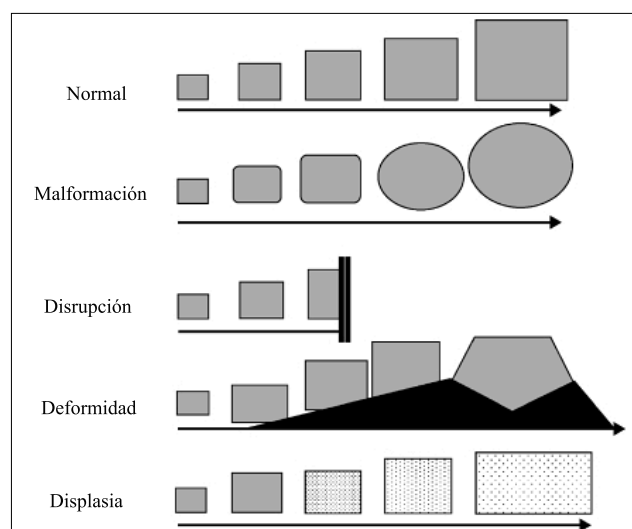 Normal
Malformación
Disrupción
Deformidad
Displasia